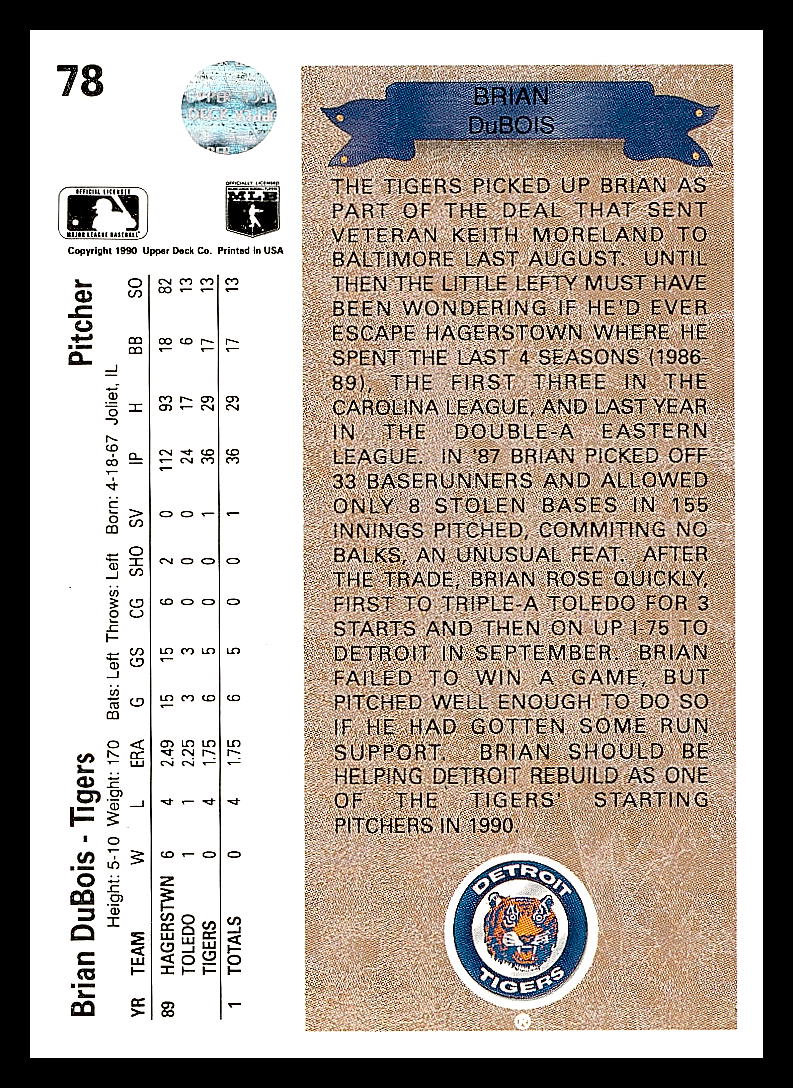 78
OFFICIAL LICENSEE
MAJOR LEAGUE BASEBALL
OFFICIALLY LICENSED
MLB
Copyright 1990 Upper Deck Co. Printed in USA
Brian DuBois - Tigers Pitcher
Height: 5-10 Weight: 170 Bats: Left Throws: Left Born: 4-18-67 Joliet, IL
YR TEAM W L ERA G GS CG SHO SV IP H BB SO
89 HAGERSTWN 6 4 2.49 15 15 6 2 0 112 93 18 82
TOLEDO 1 1 2.25 3 3 0 0 0 24 17 6 13
TIGERS 0 4 1.75 6 5 0 0 1 36 29 17 13
1 TOTALS 0 4 1.75 6 5 0 0 1 36 29 17 13
BRIAN
DuBOIS
THE TIGERS PICKED UP BRIAN AS
PART OF THE DEAL THAT SENT
VETERAN KEITH MORELAND TO
BALTIMORE LAST AUGUST. UNTIL
THEN THE LITTLE LEFTY MUST HAVE
BEEN WONDERING IF HE'D EVER
ESCAPE HAGERSTOWN WHERE HE
SPENT THE LAST 4 SEASONS (1986-
89), THE FIRST THREE IN THE
CAROLINA LEAGUE, AND LAST YEAR
IN THE DOUBLE-A EASTERN
LEAGUE. IN '87 BRIAN PICKED OFF
33 BASERUNNERS AND ALLOWED
ONLY 8 STOLEN BASES IN 155
INNINGS PITCHED, COMMITING NO
BALKS, AN UNUSUAL FEAT. AFTER
THE TRADE, BRIAN ROSE QUICKLY,
FIRST TO TRIPLE-A TOLEDO FOR 3
STARTS AND THEN ON UP I-75 TO
DETROIT IN SEPTEMBER. BRIAN
FAILED TO WIN A GAME, BUT
PITCHED WELL ENOUGH TO DO SO
IF HE HAD GOTTEN SOME RUN
SUPPORT. BRIAN SHOULD BE
HELPING DETROIT REBUILD AS ONE
OF THE TIGERS' STARTING
PITCHERS IN 1990.
DETROIT
TIGERS